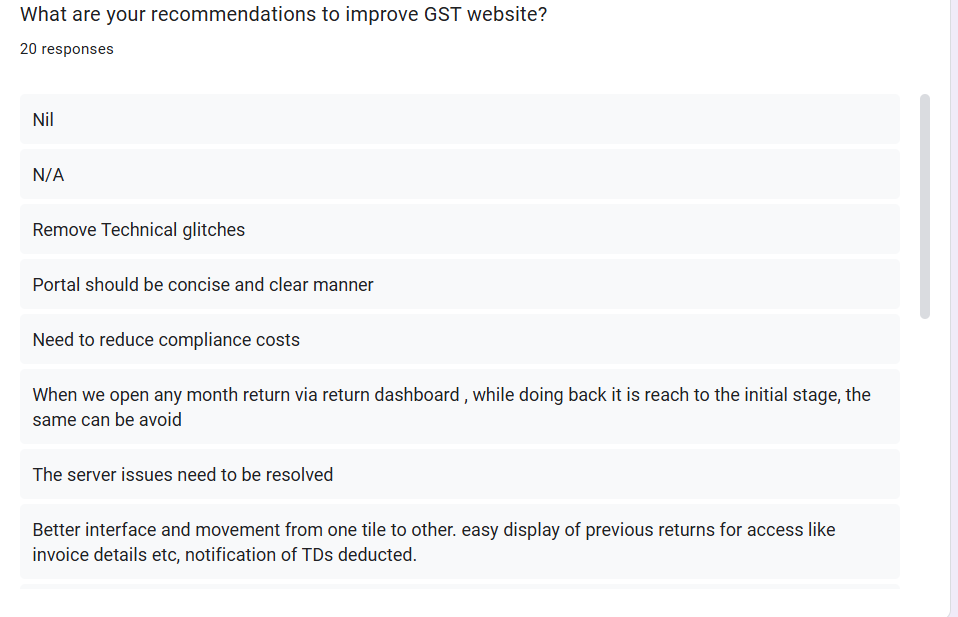 What are your recommendations to improve GST website?
20 responses
Nil
N/A
Remove Technical glitches
Portal should be concise and clear manner
Need to reduce compliance costs
When we open any month return via return dashboard , while doing back it is reach to the initial stage, the
same can be avoid
The server issues need to be resolved
Better interface and movement from one tile to other. easy display of previous returns for access like
invoice details etc, notification of TDs deducted.